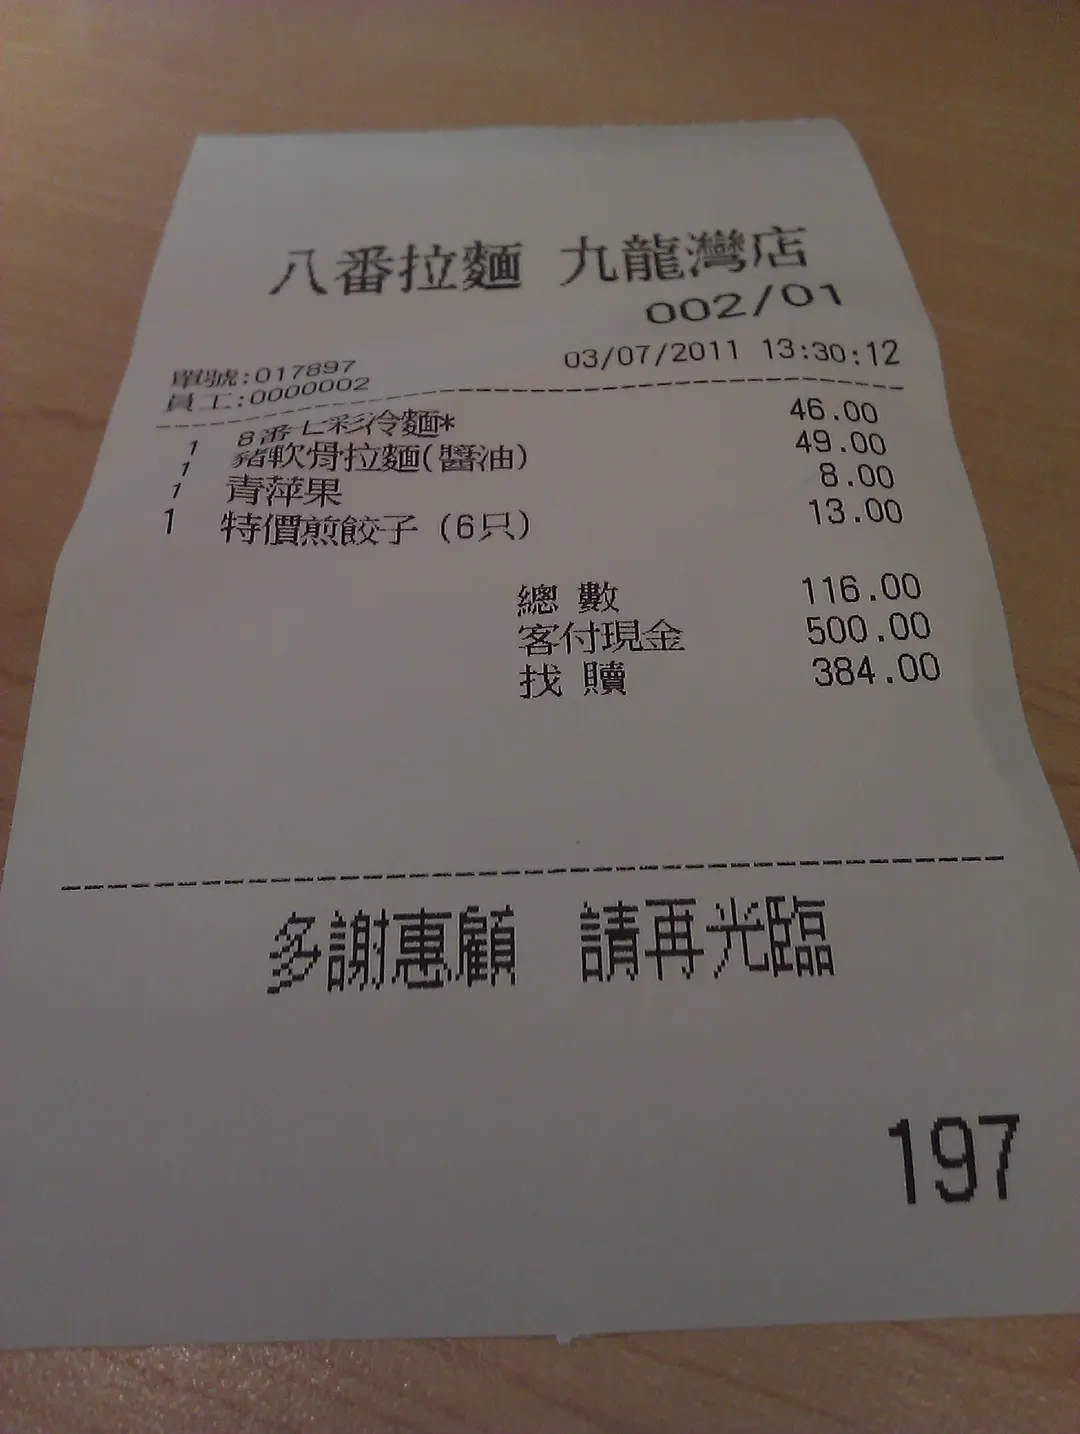 八番拉麵 九龍灣店
002/01
單號:017897 03/07/2011 13:30:12
員工:0000002
1 8番七彩冷麵* 46.00
1 豬軟骨拉麵(醬油) 49.00
1 青萍果 8.00
1 特價煎餃子 (6只) 13.00
總 數 116.00
客付現金 500.00
找 贖 384.00
多謝惠顧 請再光臨
197